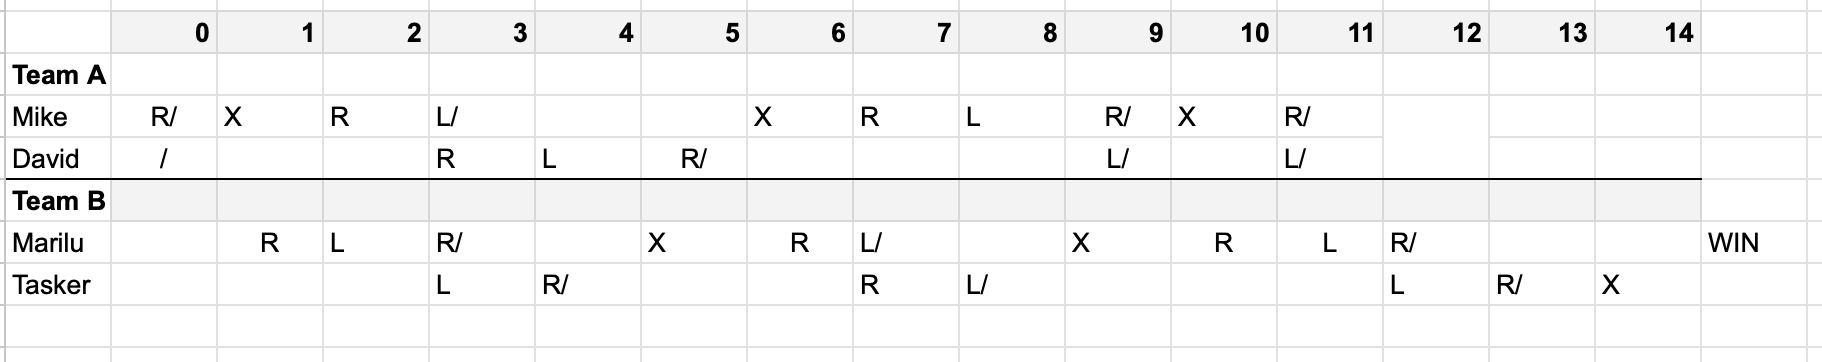 0 1 2 3 4 5 6 7 8 9 10 11 12 13 14
Team A
Mike R/ X R L/ X R L R/ X R/
David / R L R/ L/ L/
Team B
Marilu R L R/ X R L/ X R L R/ WIN
Tasker L R/ R L/ L R/ X